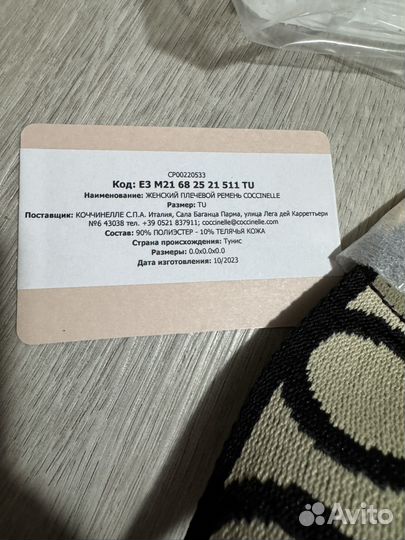 CP00220533
Код: E3 M21 68 25 21 511 TU
Наименование: ЖЕНСКИЙ ПЛЕЧЕВОЙ РЕМЕНЬ COCCINELLE
Размер: TU
Поставщик: КОЧЧИНЕЛЛЕ С.П.А. Италия, Сала Баганца Парма, улица Лега дей Карреттьери
№6 43038 тел. +39 0521 837911; coccinelle@coccinelle.com
Состав: 90% ПОЛИЭСТЕР - 10% ТЕЛЯЧЬЯ КОЖА
Страна происхождения: Тунис
Размеры: 0.0x0.0x0.0
Дата изготовления: 10/2023
Avito